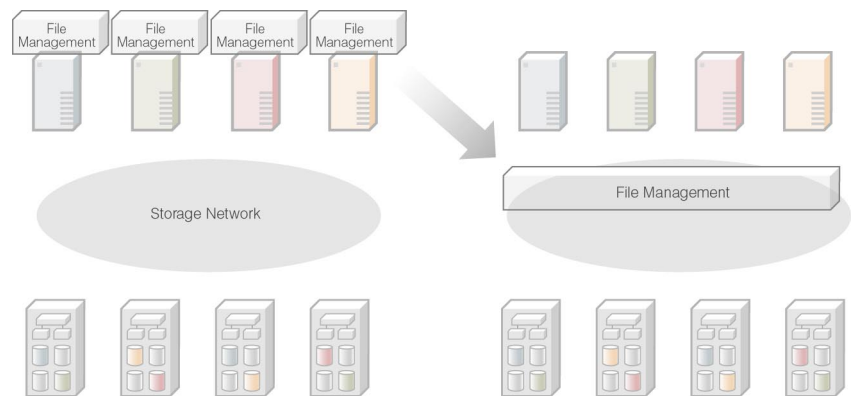 File
Management
File
Management
File
Management
File
Management
Storage Network
File Management